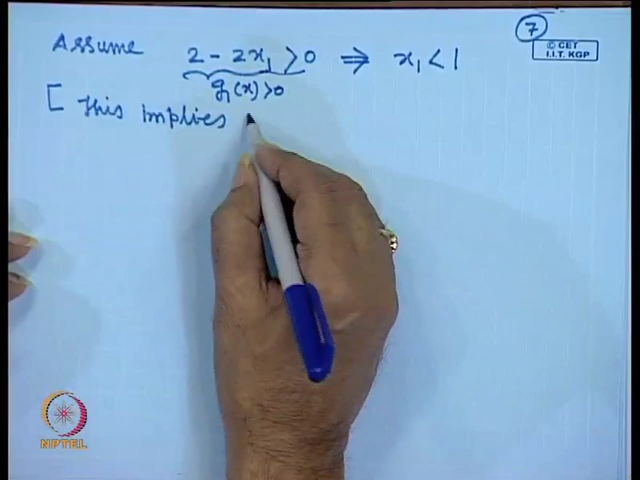 7
© CET
I.I.T. KGP
Assume 2 - 2x₁ > 0 ⇒ x₁ < 1
g₁(x) > 0
[ This implies
NPTEL